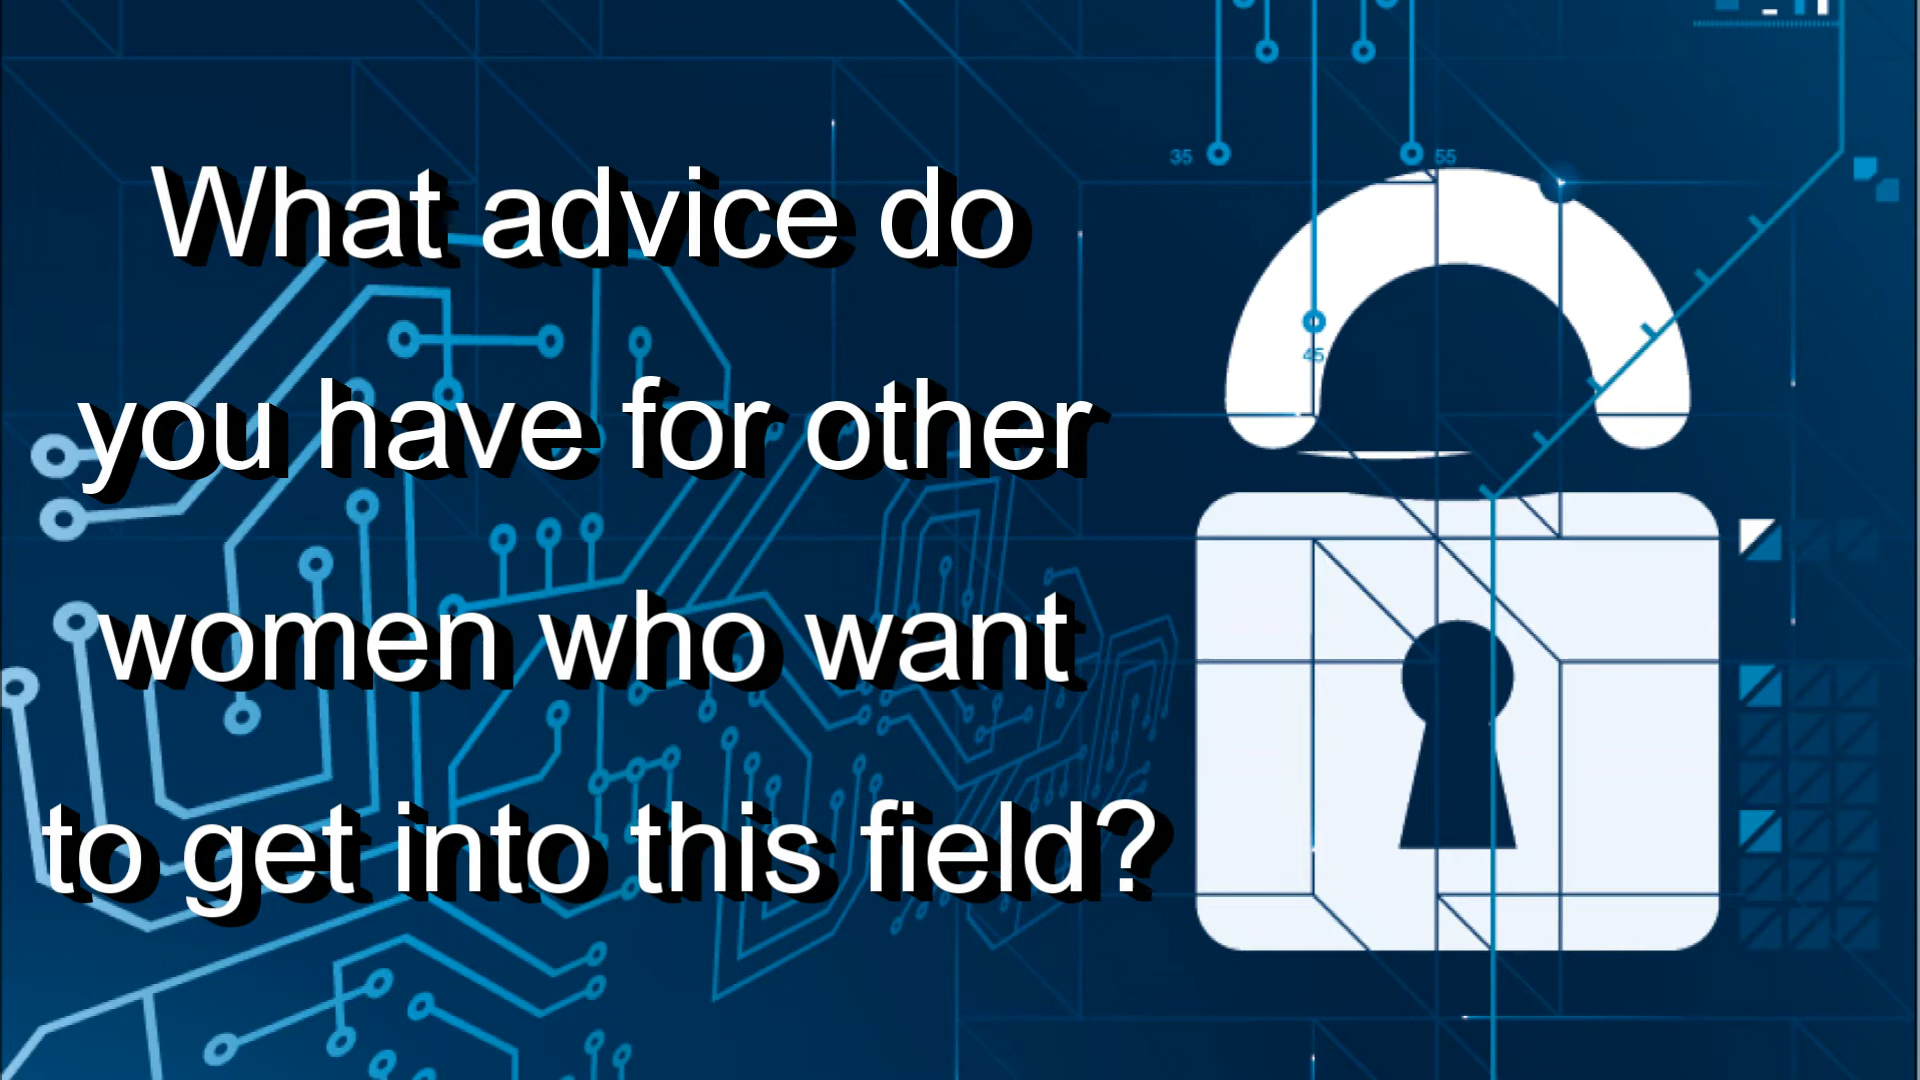 What advice do
you have for other
women who want
to get into this field?
35
55
45